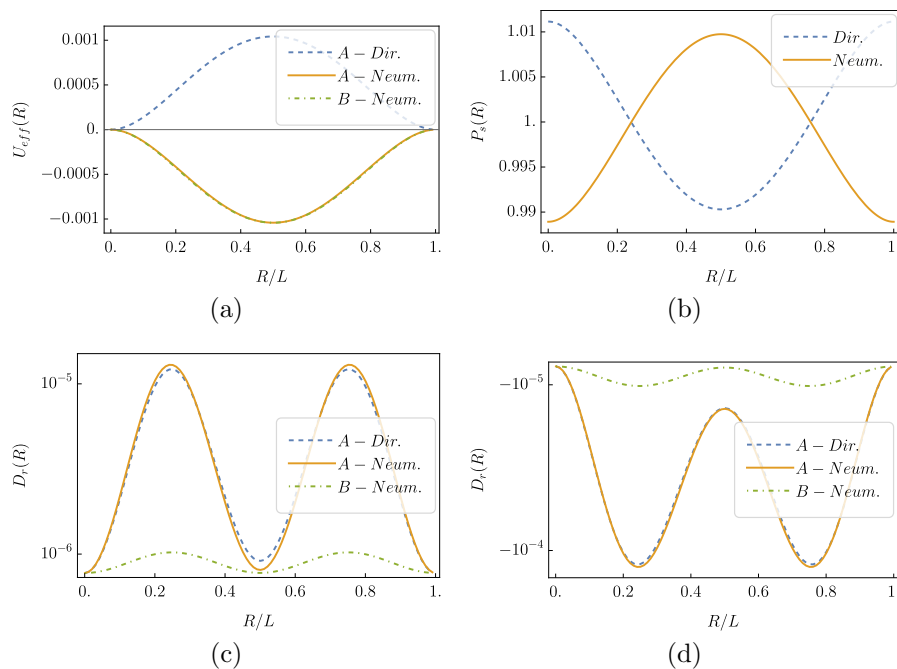 0.001
0.0005
0.
−0.0005
−0.001
U_eff(R)
A − Dir.
A − Neum.
B − Neum.
0. 0.2 0.4 0.6 0.8 1.
R/L
(a)
1.01
1.005
1.
0.995
0.99
P_s(R)
Dir.
Neum.
0. 0.2 0.4 0.6 0.8 1.
R/L
(b)
10^-5
10^-6
D_r(R)
A − Dir.
A − Neum.
B − Neum.
0. 0.2 0.4 0.6 0.8 1.
R/L
(c)
−10^-5
−10^-4
D_r(R)
A − Dir.
A − Neum.
B − Neum.
0. 0.2 0.4 0.6 0.8 1.
R/L
(d)